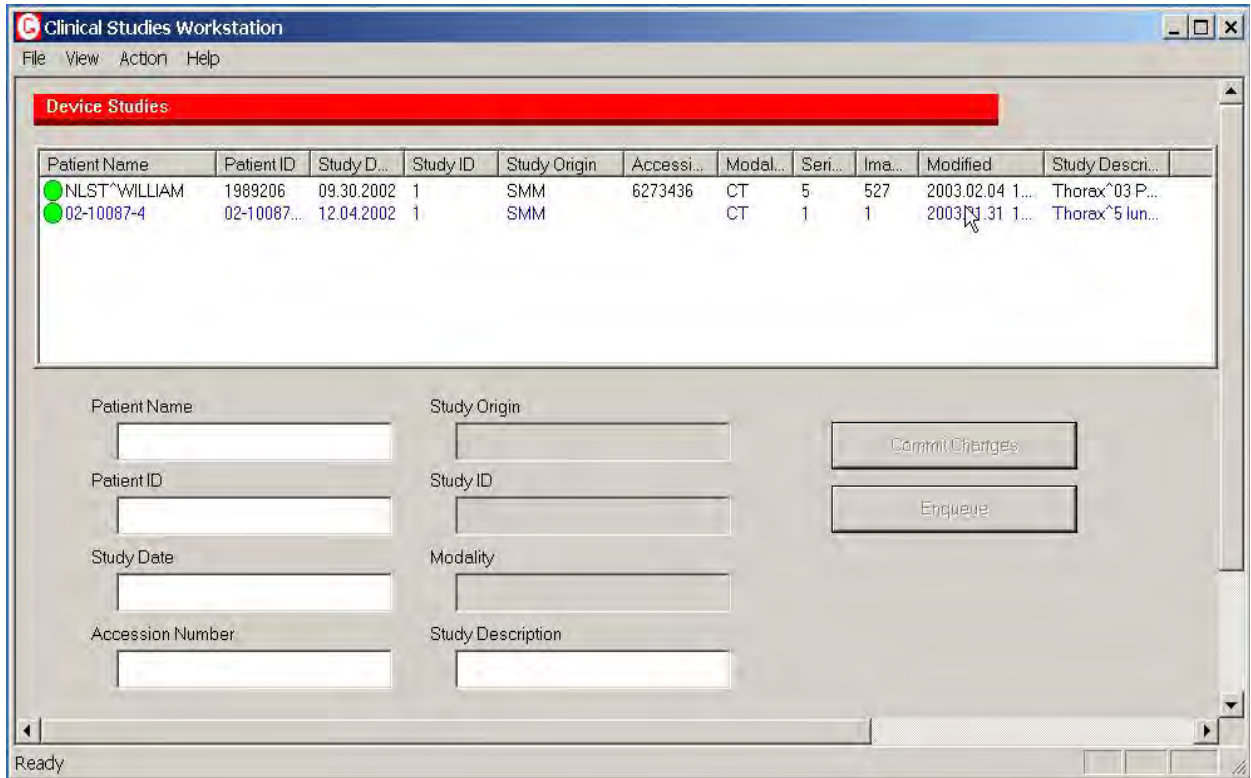 Clinical Studies Workstation
File View Action Help
Device Studies
Patient Name Patient ID Study D... Study ID Study Origin Accessi... Modal... Seri... Ima... Modified Study Descri...
NLST^WILLIAM 1989206 09.30.2002 1 SMM 6273436 CT 5 527 2003.02.04 1... Thorax^03 P...
02-10087-4 02-10087... 12.04.2002 1 SMM CT 1 1 1... Thorax^5 lun...
Patient Name Study Origin
Commit Changes
Patient ID Study ID
Enqueue
Study Date Modality
Accession Number Study Description
Ready